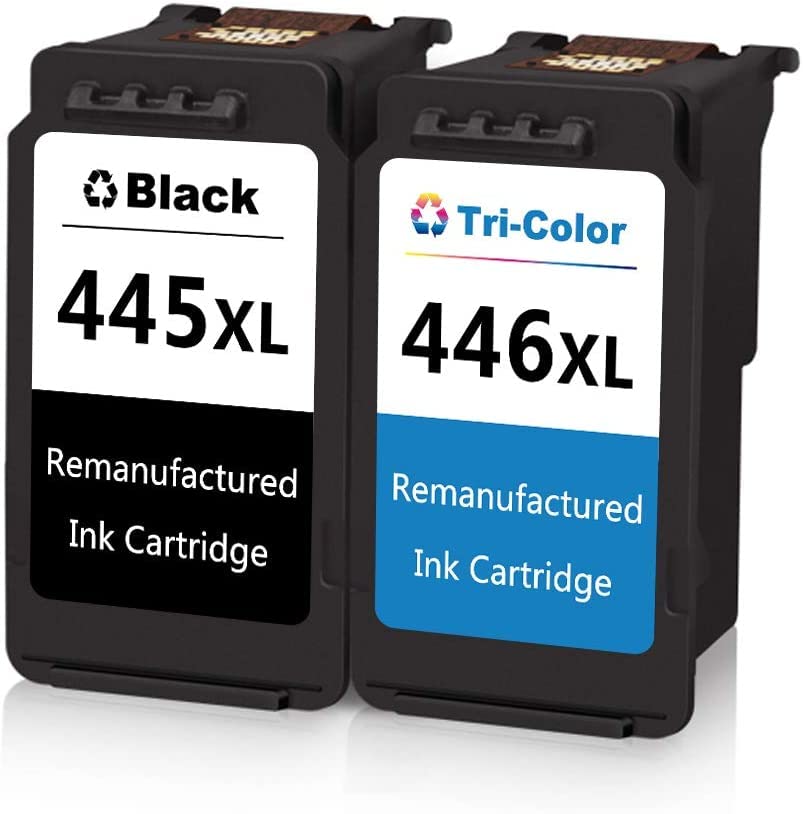 Black
445XL
Remanufactured
Ink Cartridge
Tri-Color
446XL
Remanufactured
Ink Cartridge